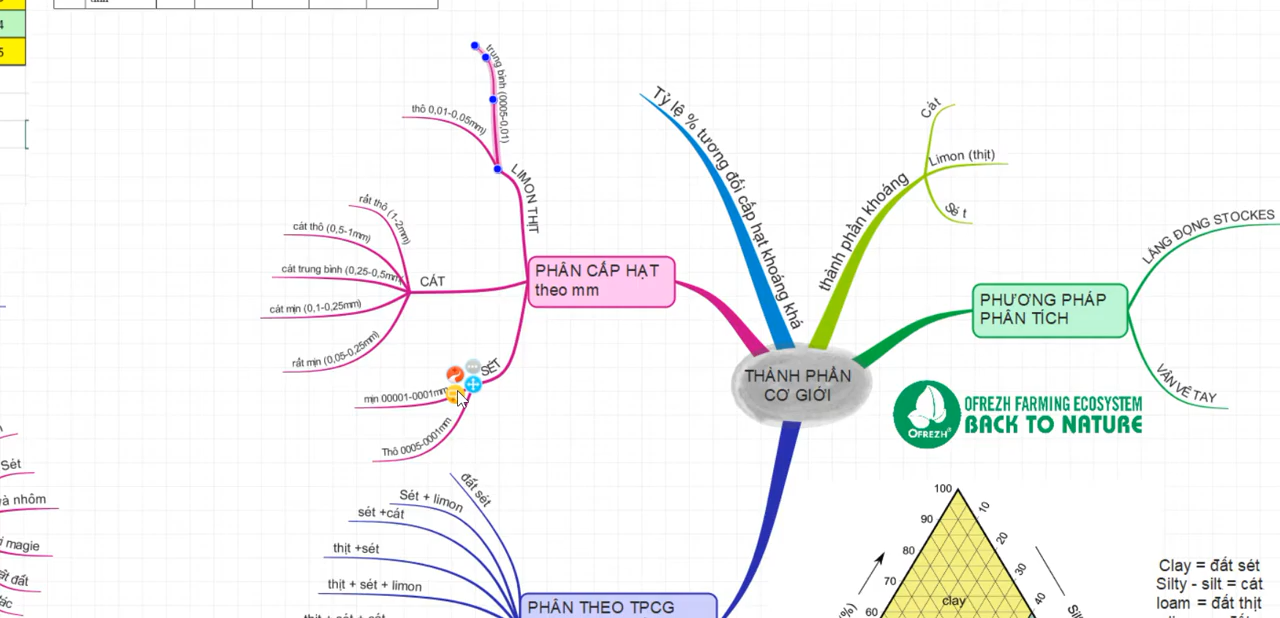 4
5
trung bình (0005-0,01)
thô 0,01-0,05mm)
LIMON THỊT
rất thô (1-2mm)
cát thô (0,5-1mm)
cát trung bình (0,25-0,5mm)
cát mịn (0,1-0,25mm)
rất mịn (0,05-0,25mm)
CÁT
PHÂN CẤP HẠT
theo mm
SÉT
mịn 00001-0001mm
Thô 0005-0001mm
Tỷ lệ % tương đối cấp hạt khoáng khá
thành phần khoáng
Cát
Limon (thịt)
Sét
THÀNH PHẦN
CƠ GIỚI
PHƯƠNG PHÁP
PHÂN TÍCH
LẮNG ĐỌNG STOCKES
VÂN VÊ TAY
OFREZH
OFREZH FARMING ECOSYSTEM
BACK TO NATURE
Sét
và nhôm
magie
đất
đất sét
Sét + limon
sét +cát
thịt +sét
thịt + sét + limon
PHÂN THEO TPCG
100
90
80
70
60
10
20
30
40
clay
(%)
Clay = đất sét
Silty - silt = cát
loam = đất thịt